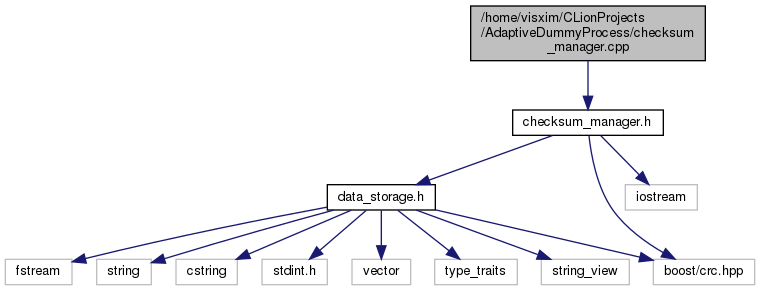 /home/visxim/CLionProjects
/AdaptiveDummyProcess/checksum
_manager.cpp
checksum_manager.h
data_storage.h
iostream
fstream
string
cstring
stdint.h
vector
type_traits
string_view
boost/crc.hpp